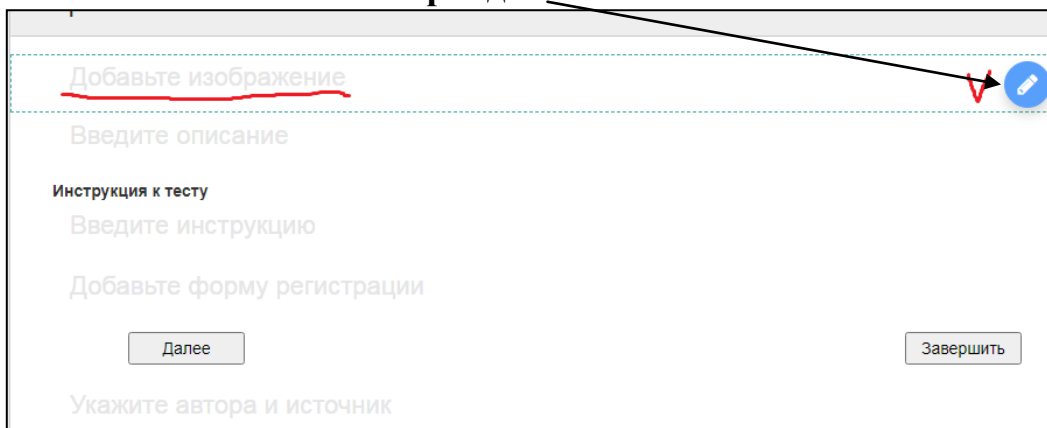 Добавьте изображение
Введите описание
Инструкция к тесту
Введите инструкцию
Добавьте форму регистрации
Далее Завершить
Укажите автора и источник